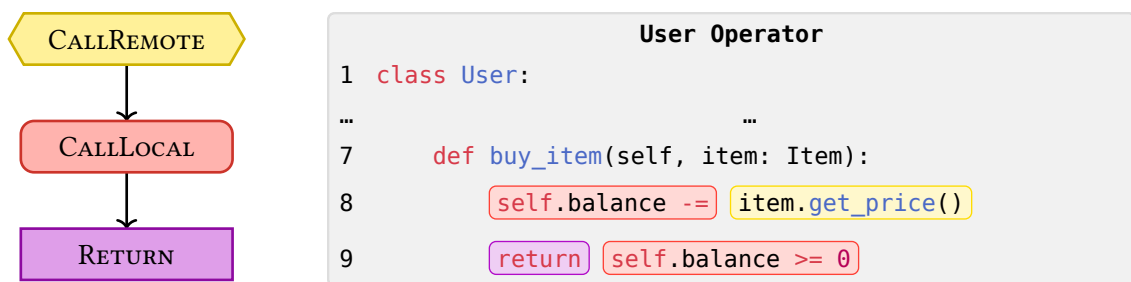 CALLREMOTE
CALLLOCAL
RETURN
User Operator
1 class User:
… …
7 def buy_item(self, item: Item):
8 self.balance -= item.get_price()
9 return self.balance >= 0